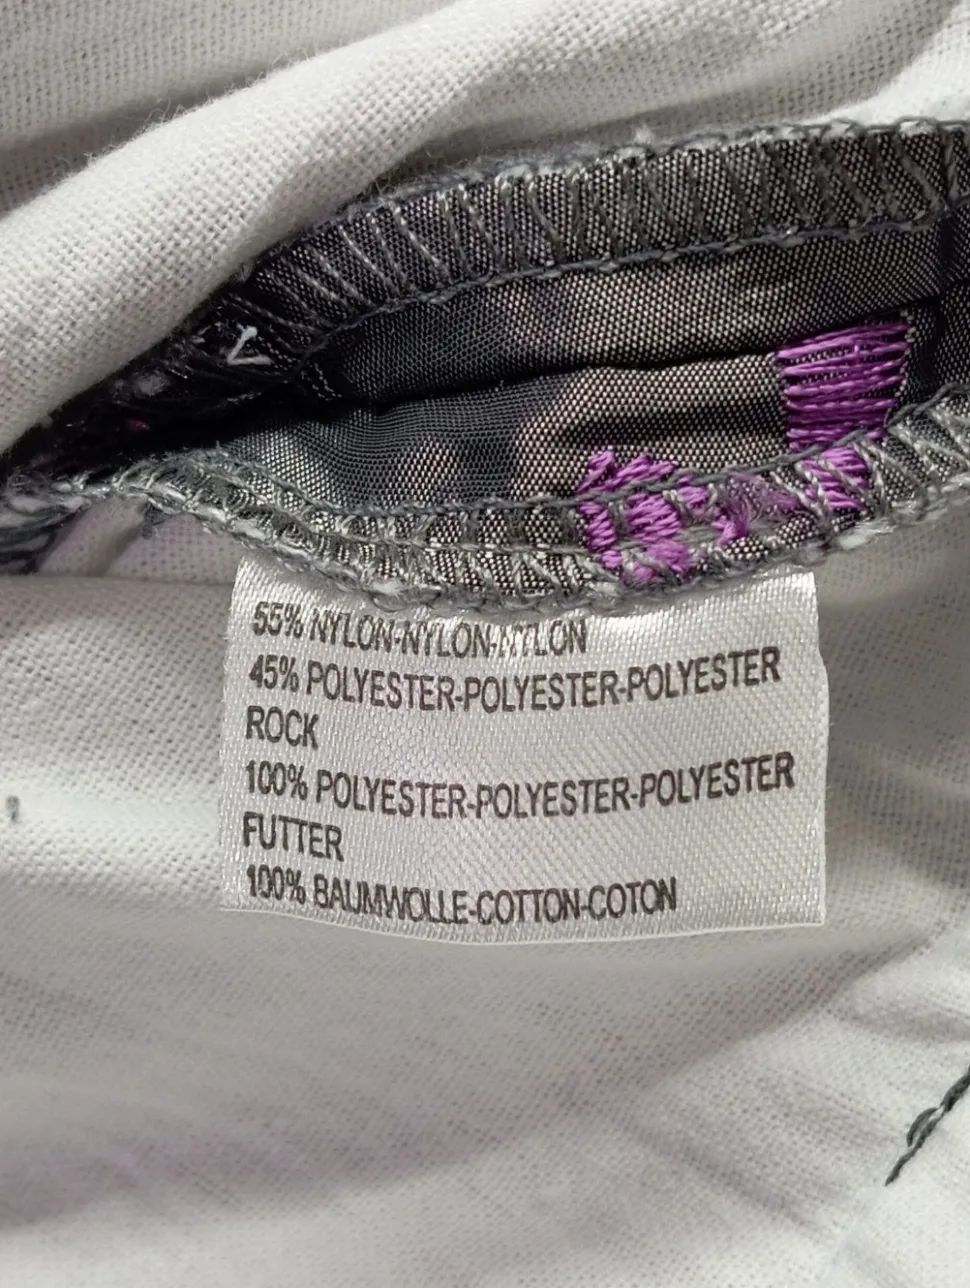 55% NYLON-NYLON-NYLON
45% POLYESTER-POLYESTER-POLYESTER
ROCK
100% POLYESTER-POLYESTER-POLYESTER
FUTTER
100% BAUMWOLLE-COTTON-COTON